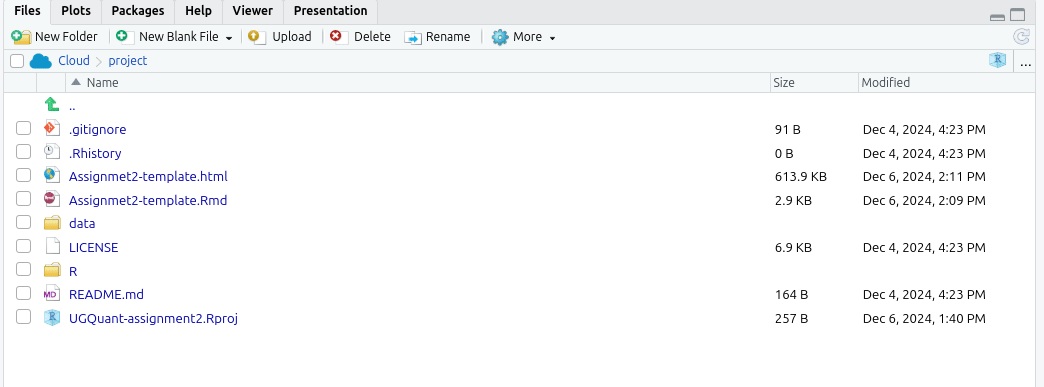 Files Plots Packages Help Viewer Presentation
New Folder New Blank File Upload Delete Rename More
Cloud project R ...
Name Size Modified
..
.gitignore 91 B Dec 4, 2024, 4:23 PM
.Rhistory 0 B Dec 4, 2024, 4:23 PM
Assignmet2-template.html 613.9 KB Dec 6, 2024, 2:11 PM
Assignmet2-template.Rmd 2.9 KB Dec 6, 2024, 2:09 PM
data
LICENSE 6.9 KB Dec 4, 2024, 4:23 PM
R
MD README.md 164 B Dec 4, 2024, 4:23 PM
R UGQuant-assignment2.Rproj 257 B Dec 6, 2024, 1:40 PM